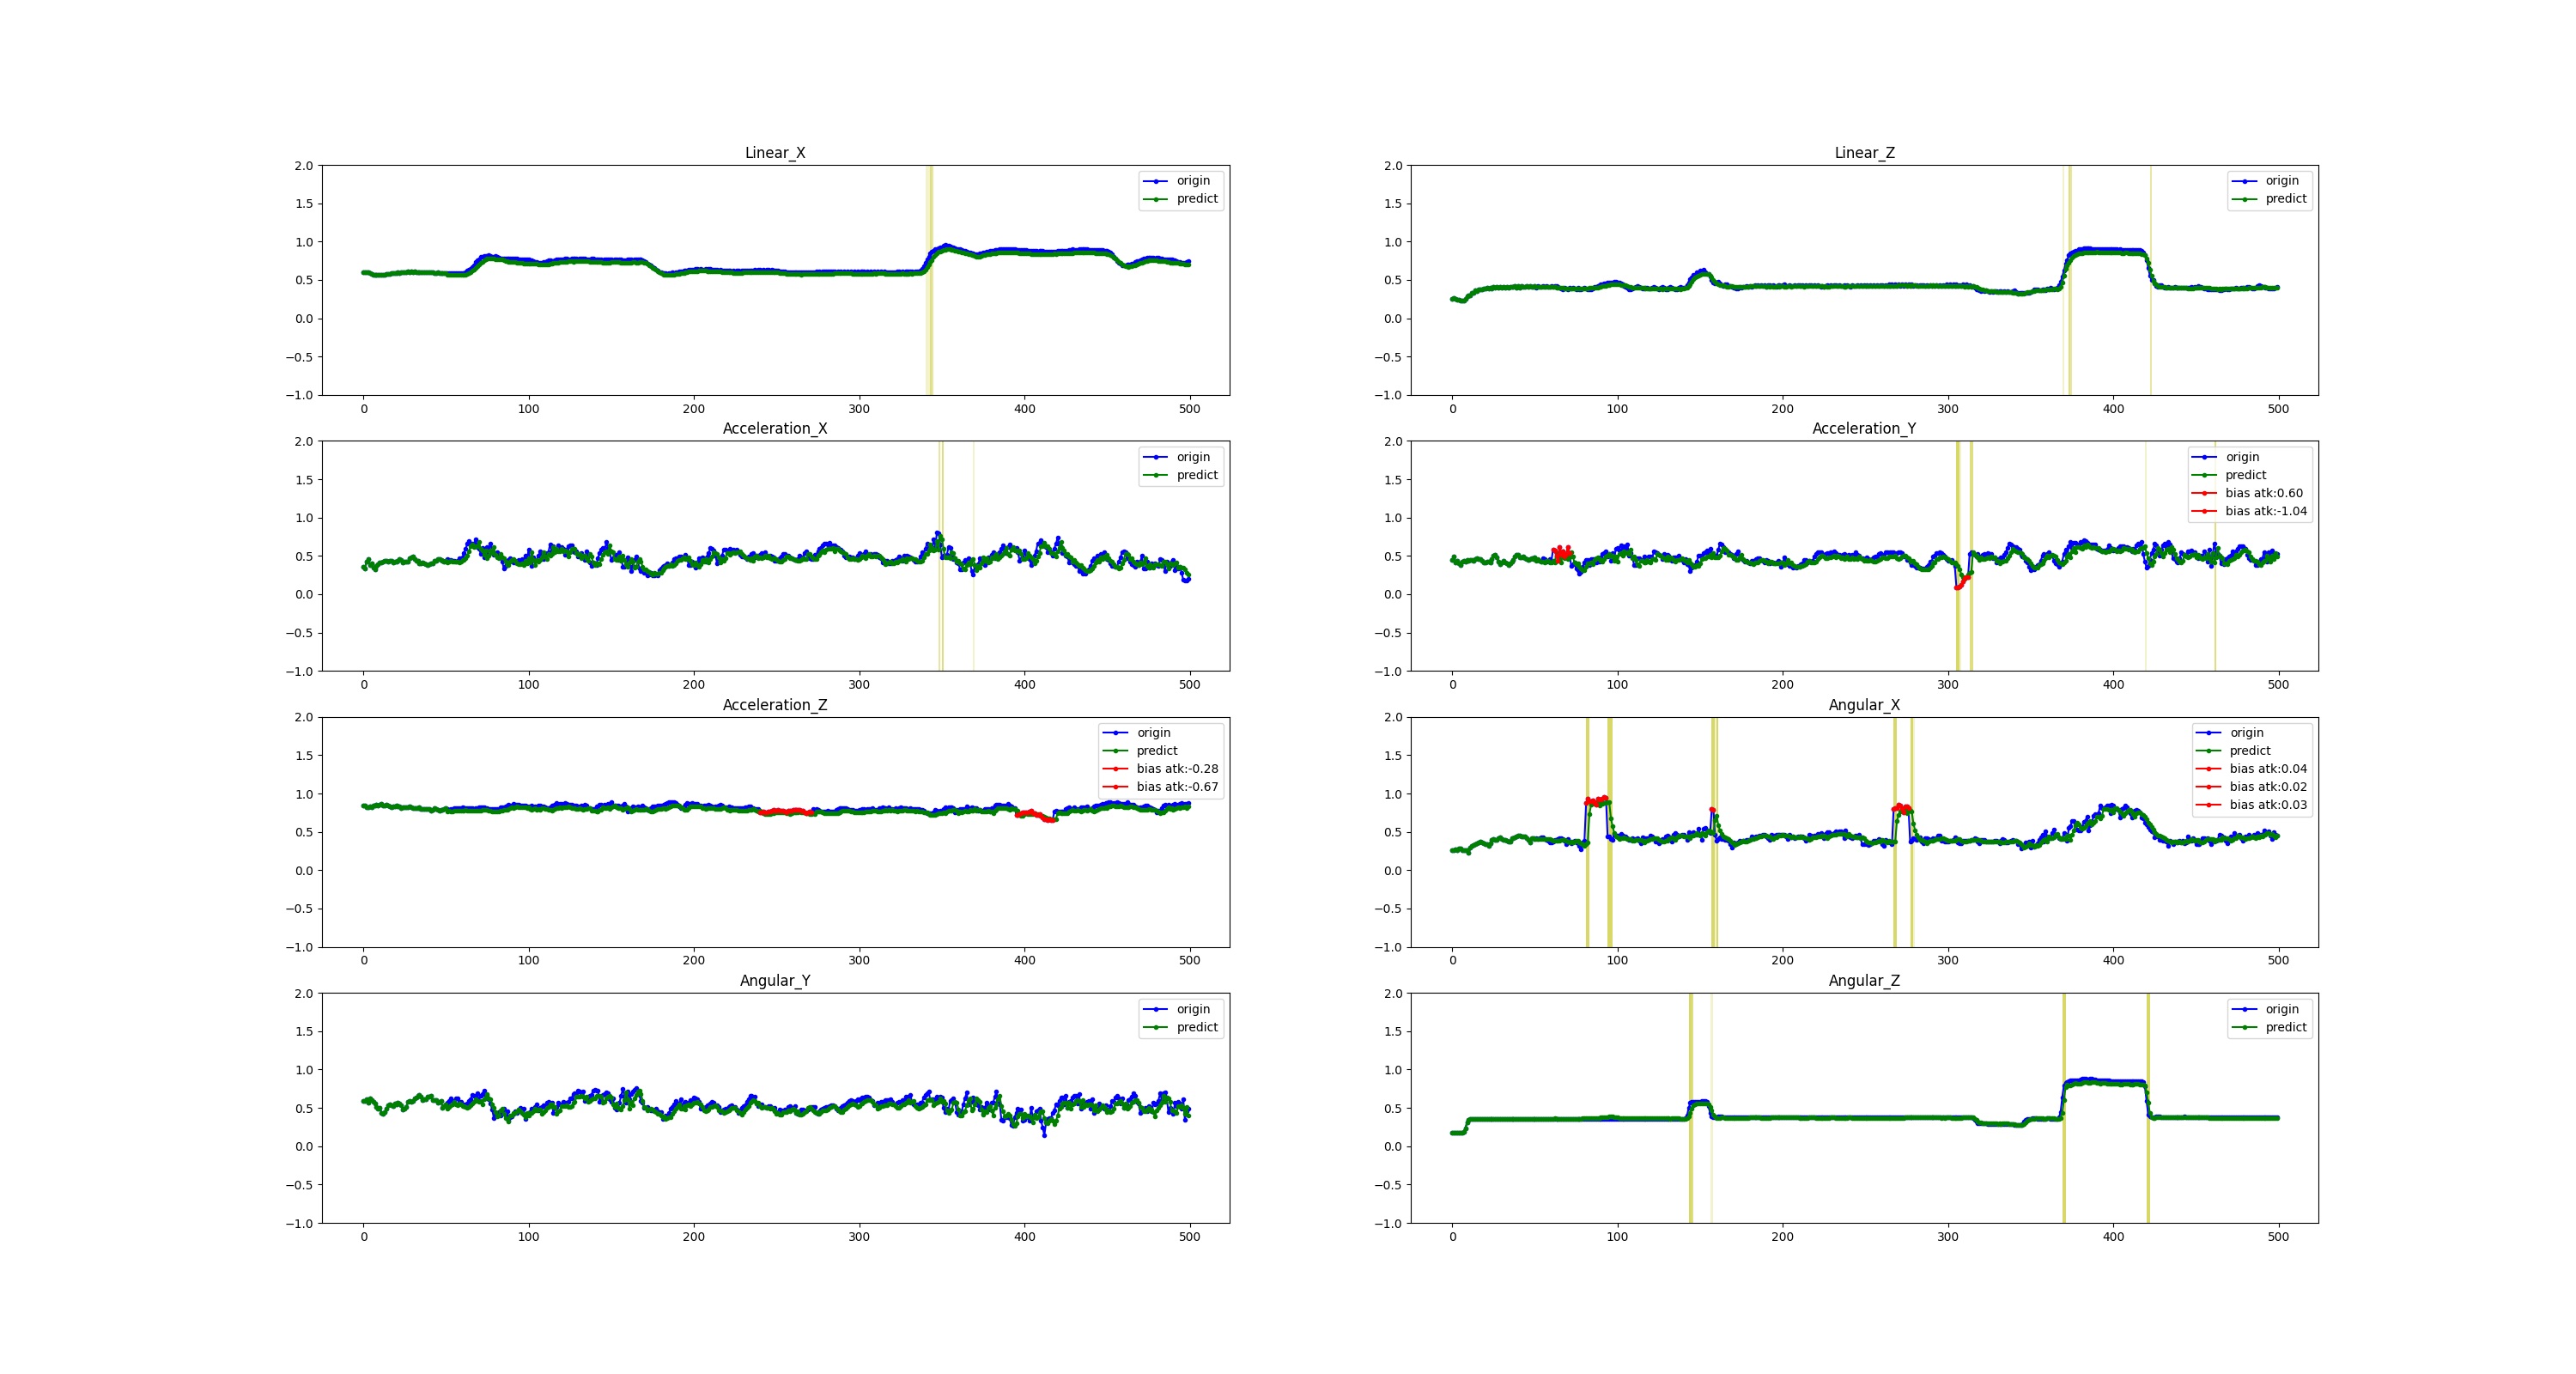 Linear_X
2.0
1.5
1.0
0.5
0.0
−0.5
−1.0
origin
predict
0 100 200 300 400 500
Linear_Z
2.0
1.5
1.0
0.5
0.0
−0.5
−1.0
origin
predict
0 100 200 300 400 500
Acceleration_X
2.0
1.5
1.0
0.5
0.0
−0.5
−1.0
origin
predict
0 100 200 300 400 500
Acceleration_Y
2.0
1.5
1.0
0.5
0.0
−0.5
−1.0
origin
predict
bias atk:0.60
bias atk:-1.04
0 100 200 300 400 500
Acceleration_Z
2.0
1.5
1.0
0.5
0.0
−0.5
−1.0
origin
predict
bias atk:-0.28
bias atk:-0.67
0 100 200 300 400 500
Angular_X
2.0
1.5
1.0
0.5
0.0
−0.5
−1.0
origin
predict
bias atk:0.04
bias atk:0.02
bias atk:0.03
0 100 200 300 400 500
Angular_Y
2.0
1.5
1.0
0.5
0.0
−0.5
−1.0
origin
predict
0 100 200 300 400 500
Angular_Z
2.0
1.5
1.0
0.5
0.0
−0.5
−1.0
origin
predict
0 100 200 300 400 500